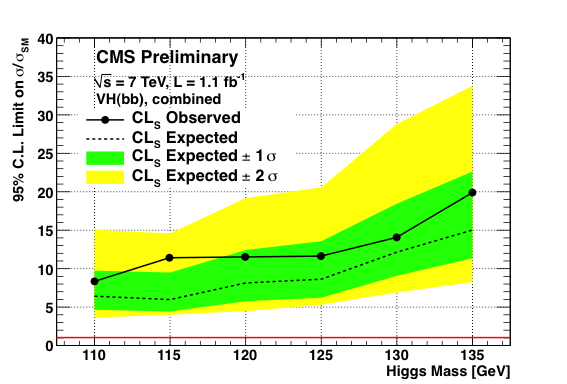 CMS Preliminary
√s = 7 TeV, L = 1.1 fb⁻¹
VH(bb), combined
CLS Observed
CLS Expected
CLS Expected ± 1 σ
CLS Expected ± 2 σ
95% C.L. Limit on σ/σSM
40
35
30
25
20
15
10
5
0
110 115 120 125 130 135
Higgs Mass [GeV]